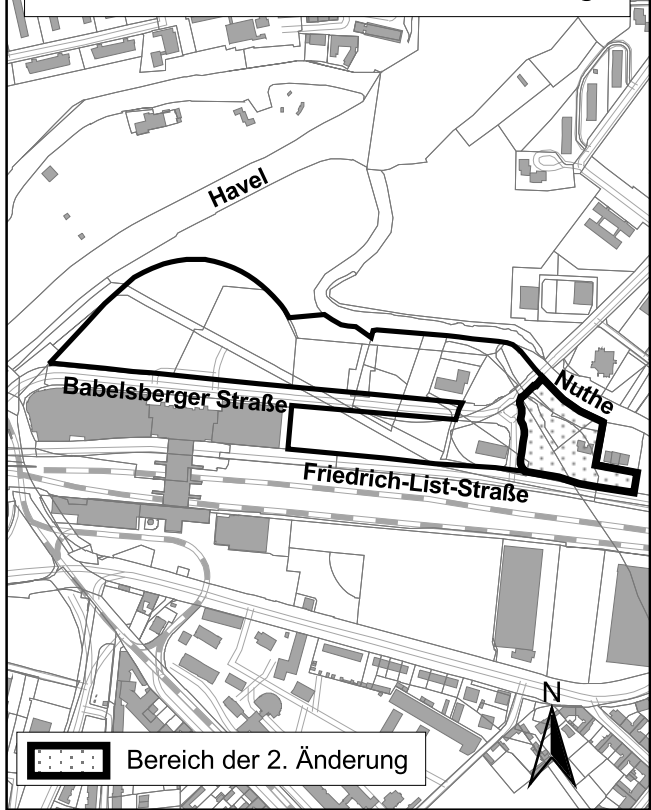 Havel
Nuthe
Babelsberger Straße
Friedrich-List-Straße
N
Bereich der 2. Änderung